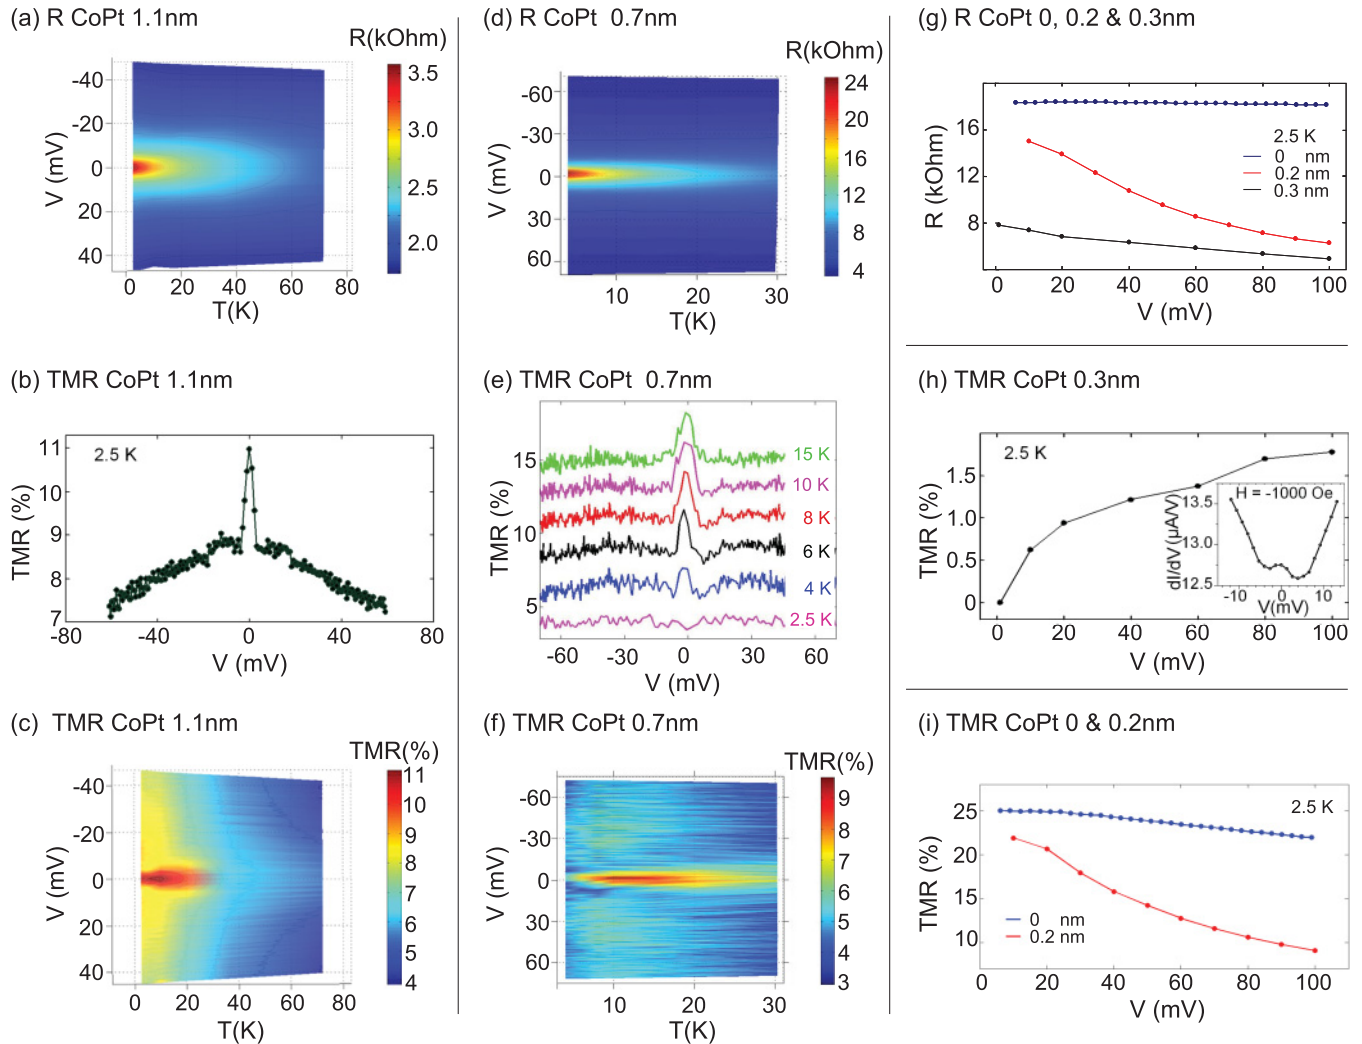 (a) R CoPt 1.1nm
R(kOhm)
V (mV)
-40
-20
0
20
40
0 20 40 60 80
T(K)
3.5
3.0
2.5
2.0
(b) TMR CoPt 1.1nm
2.5 K
TMR (%)
11
10
9
8
7
-80 -40 0 40 80
V (mV)
(c) TMR CoPt 1.1nm
TMR(%)
V (mV)
-40
-20
0
20
40
0 20 40 60 80
T(K)
11
10
9
8
7
6
5
4
(d) R CoPt 0.7nm
R(kOhm)
V (mV)
-60
-30
0
30
60
10 20 30
T(K)
24
20
16
12
8
4
(e) TMR CoPt 0.7nm
-60 -30 0 30 60
TMR (%)
15
10
5
15 K
10 K
8 K
6 K
4 K
2.5 K
V (mV)
(f) TMR CoPt 0.7nm
TMR(%)
V (mV)
-60
-30
0
30
60
10 20 30
T(K)
9
8
7
6
5
4
3
(g) R CoPt 0, 0.2 & 0.3nm
R (kOhm)
16
12
8
2.5 K
0 nm
0.2 nm
0.3 nm
0 20 40 60 80 100
V (mV)
(h) TMR CoPt 0.3nm
2.5 K
TMR (%)
1.5
1.0
0.5
0
H = -1000 Oe
dI/dV (µA/V)
13.5
13.0
12.5
-10 0 10
V(mV)
0 20 40 60 80 100
V (mV)
(i) TMR CoPt 0 & 0.2nm
2.5 K
TMR (%)
25
20
15
10
0 nm
0.2 nm
0 20 40 60 80 100
V (mV)